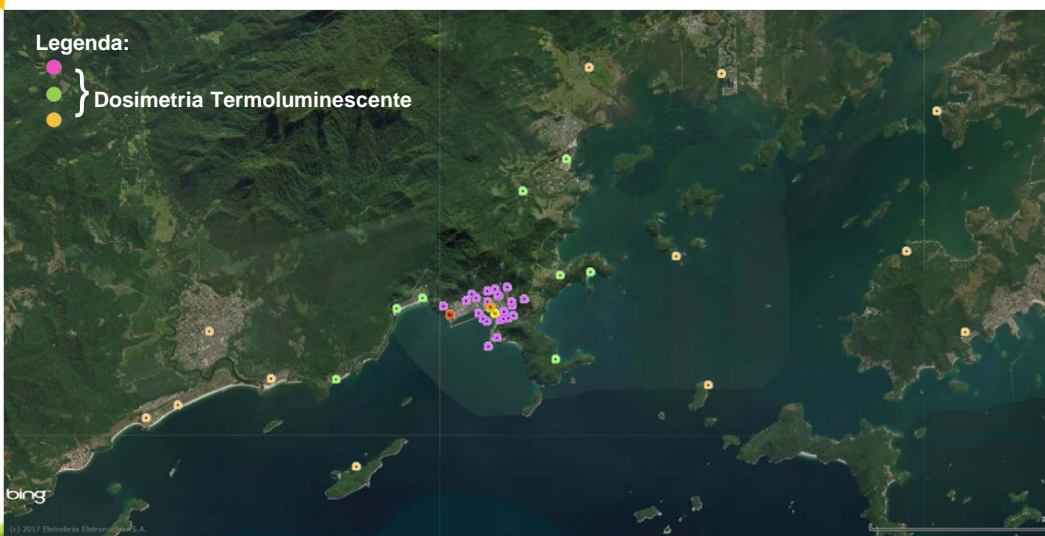 Legenda:
Dosimetria Termoluminescente
bing
(c) 2017 Eletrobrás Eletronuclear S.A.